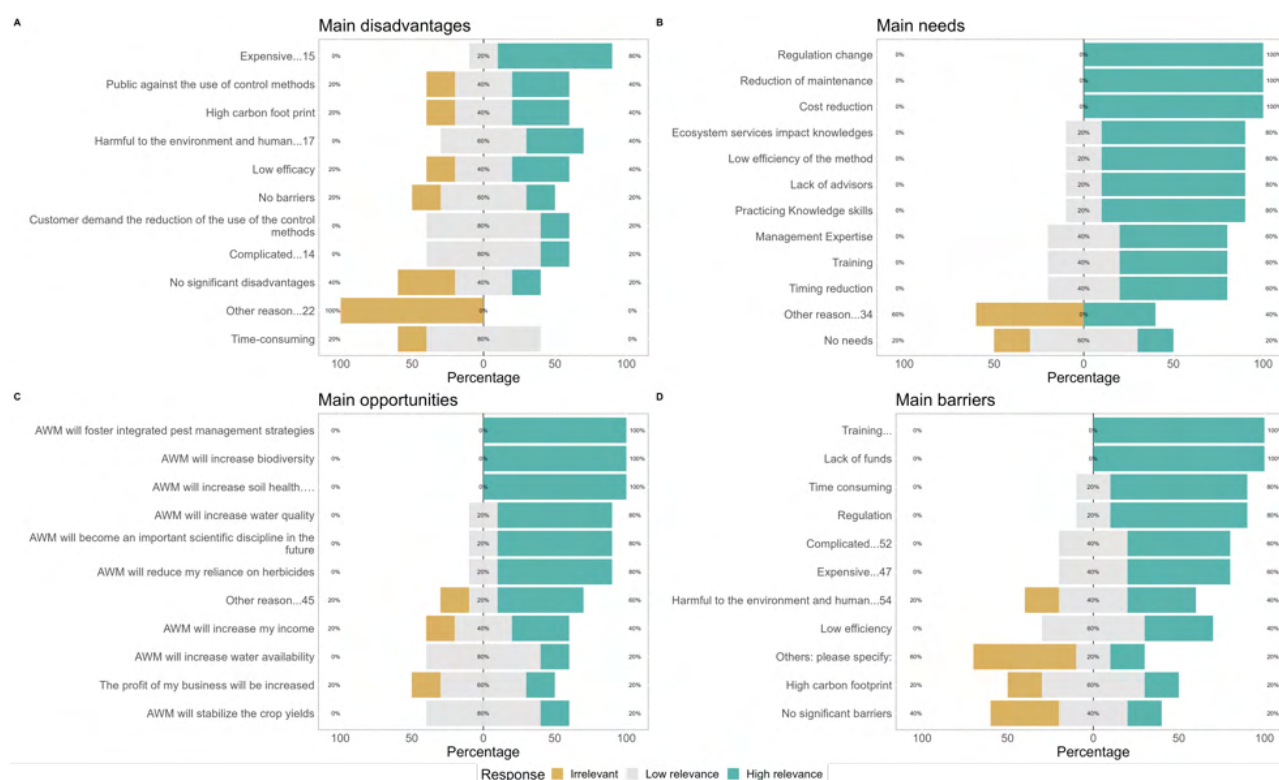 A
Main disadvantages
Expensive...15 0% 20% 80%
Public against the use of control methods 20% 40% 40%
High carbon foot print 20% 40% 40%
Harmful to the environment and human...17 0% 60% 40%
Low efficacy 20% 40% 40%
No barriers 20% 60% 20%
Customer demand the reduction of the use of the control
methods 0% 80% 20%
Complicated...14 0% 80% 20%
No significant disadvantages 40% 40% 20%
Other reason...22 100% 0% 0%
Time-consuming 20% 80% 0%
100 50 0 50 100
Percentage
B
Main needs
Regulation change 0% 0% 100%
Reduction of maintenance 0% 0% 100%
Cost reduction 0% 0% 100%
Ecosystem services impact knowledges 0% 20% 80%
Low efficiency of the method 0% 20% 80%
Lack of advisors 0% 20% 80%
Practicing Knowledge skills 0% 20% 80%
Management Expertise 0% 40% 60%
Training 0% 40% 60%
Timing reduction 0% 40% 60%
Other reason...34 60% 0% 40%
No needs 20% 60% 20%
100 50 0 50 100
Percentage
C
Main opportunities
AWM will foster integrated pest management strategies 0% 0% 100%
AWM will increase biodiversity 0% 0% 100%
AWM will increase soil health.... 0% 0% 100%
AWM will increase water quality 0% 20% 80%
AWM will become an important scientific discipline in the
future 0% 20% 80%
AWM will reduce my reliance on herbicides 0% 20% 80%
Other reason...45 20% 20% 60%
AWM will increase my income 20% 40% 40%
AWM will increase water availability 0% 80% 20%
The profit of my business will be increased 20% 60% 20%
AWM will stabilize the crop yields 0% 80% 20%
100 50 0 50 100
Percentage
D
Main barriers
Training... 0% 0% 100%
Lack of funds 0% 0% 100%
Time consuming 0% 20% 80%
Regulation 0% 20% 80%
Complicated...52 0% 40% 60%
Expensive...47 0% 40% 60%
Harmful to the environment and human...54 20% 40% 40%
Low efficiency 0% 60% 40%
Others: please specify: 60% 20% 20%
High carbon footprint 20% 60% 20%
No significant barriers 40% 40% 20%
100 50 0 50 100
Percentage
Response Irrelevant Low relevance High relevance